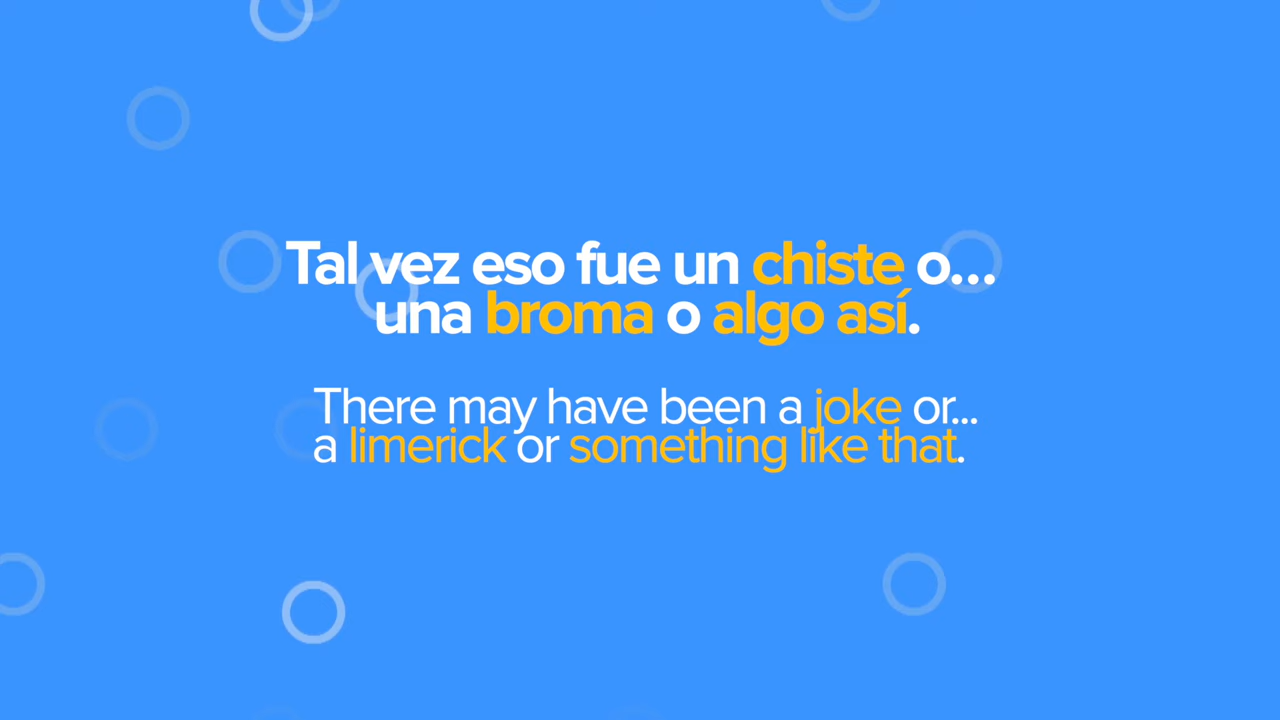 Tal vez eso fue un chiste o...
una broma o algo así.
There may have been a joke or...
a limerick or something like that.